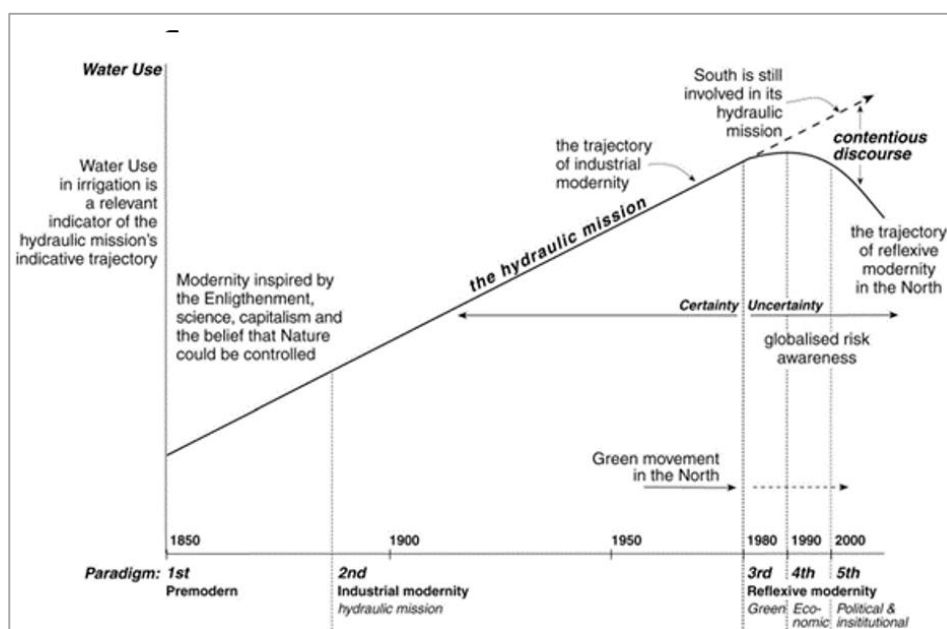 Water Use
Water Use
in irrigation is
a relevant
indicator of the
hydraulic mission's
indicative trajectory
Modernity inspired by
the Enligthenment,
science, capitalism and
the belief that Nature
could be controlled
the hydraulic mission
the trajectory
of industrial
modernity
South is still
involved in its
hydraulic
mission
contentious
discourse
the trajectory
of reflexive
modernity
in the North
Certainty
Uncertainty
globalised risk
awareness
Green movement
in the North
1850
1900
1950
1980
1990
2000
Paradigm:
1st
2nd
3rd
4th
5th
Premodern
Industrial modernity
Reflexive modernity
hydraulic mission
Green
Eco-
nomic
Political &
insititutional